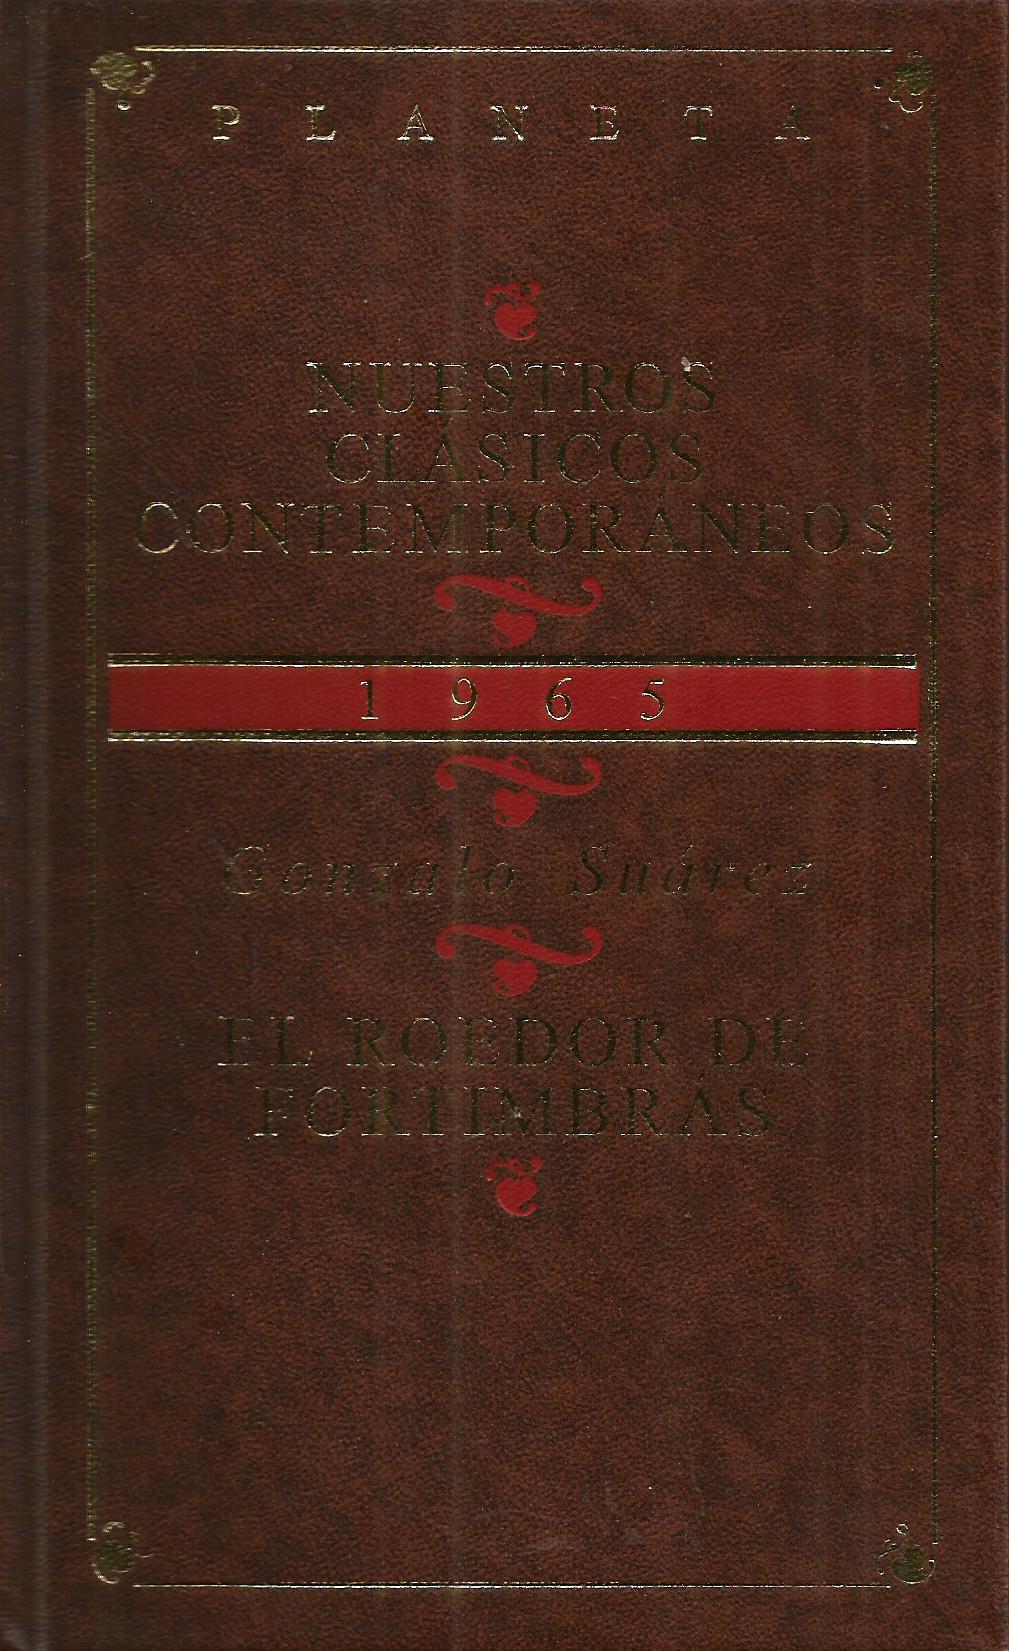 PLANETA
NUESTROS
CLÁSICOS
CONTEMPORÁNEOS
1965
Gonzalo Suárez
EL ROEDOR DE
FORTIMBRÁS